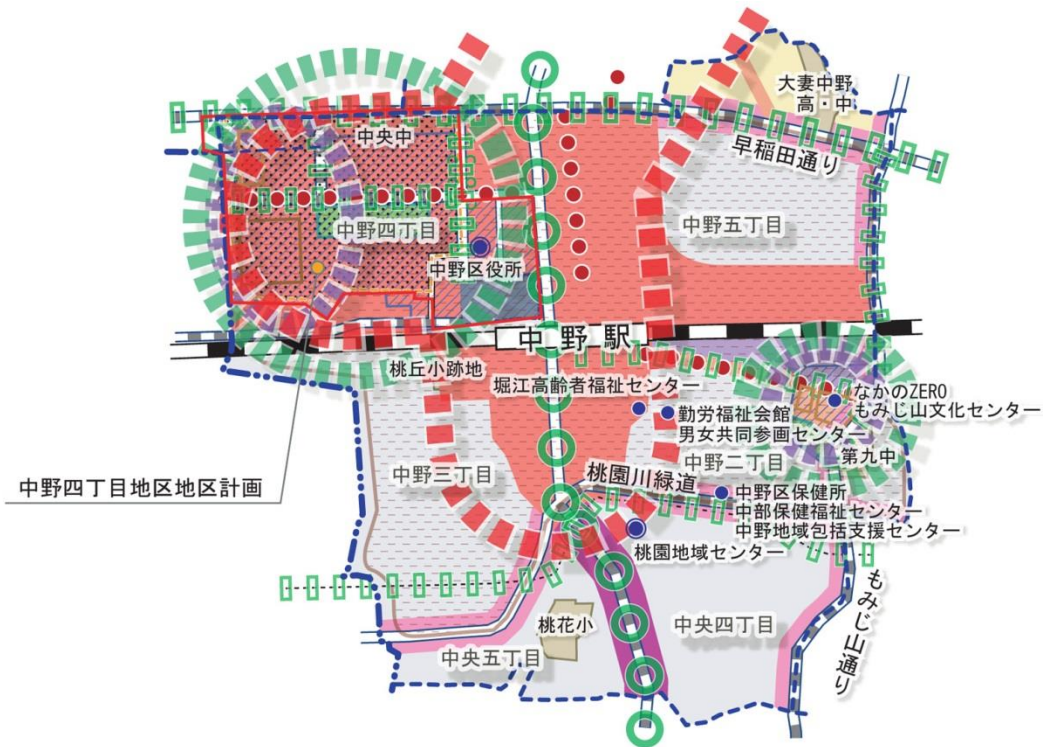 大妻中野
高・中
中央中
早稲田通り
中野四丁目
中野五丁目
中野区役所
中野駅
桃丘小跡地
堀江高齢者福祉センター
なかのZERO
もみじ山文化センター
勤労福祉会館
男女共同参画センター
第九中
中野三丁目
中野二丁目
桃園川緑道
中野四丁目地区地区計画
中野区保健所
中部保健福祉センター
中野地域包括支援センター
桃園地域センター
もみじ山通り
桃花小
中央四丁目
中央五丁目